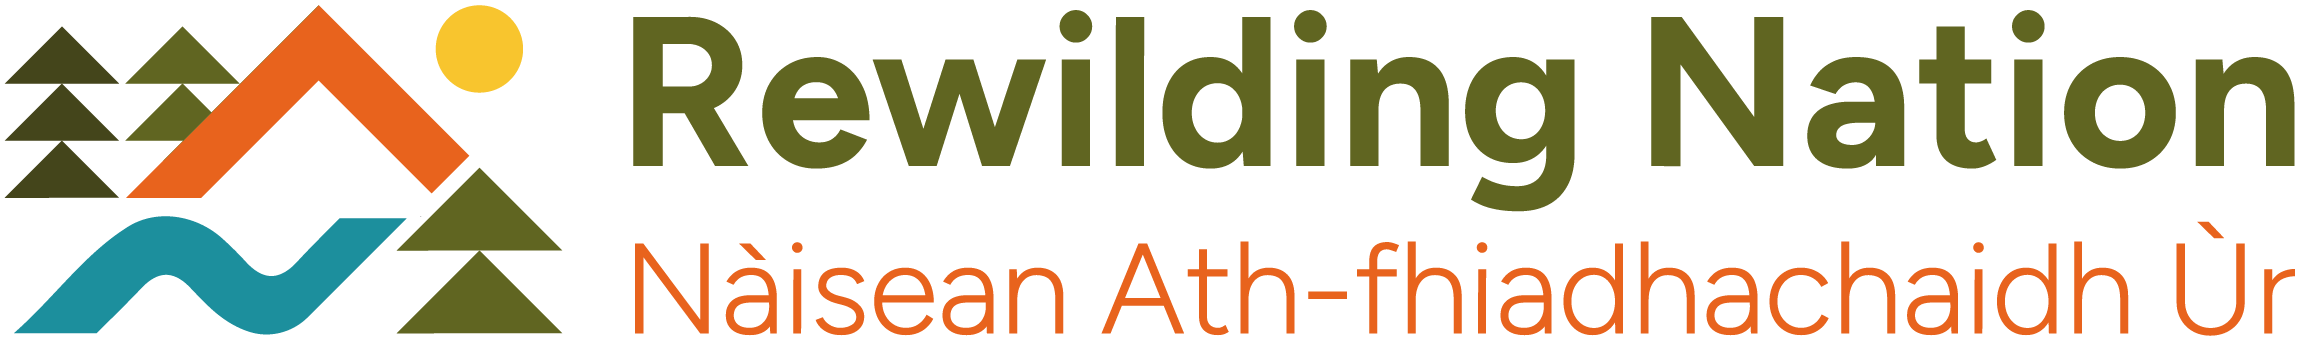 Rewilding Nation
Nàisean Ath-fhiadhachaidh Ùr